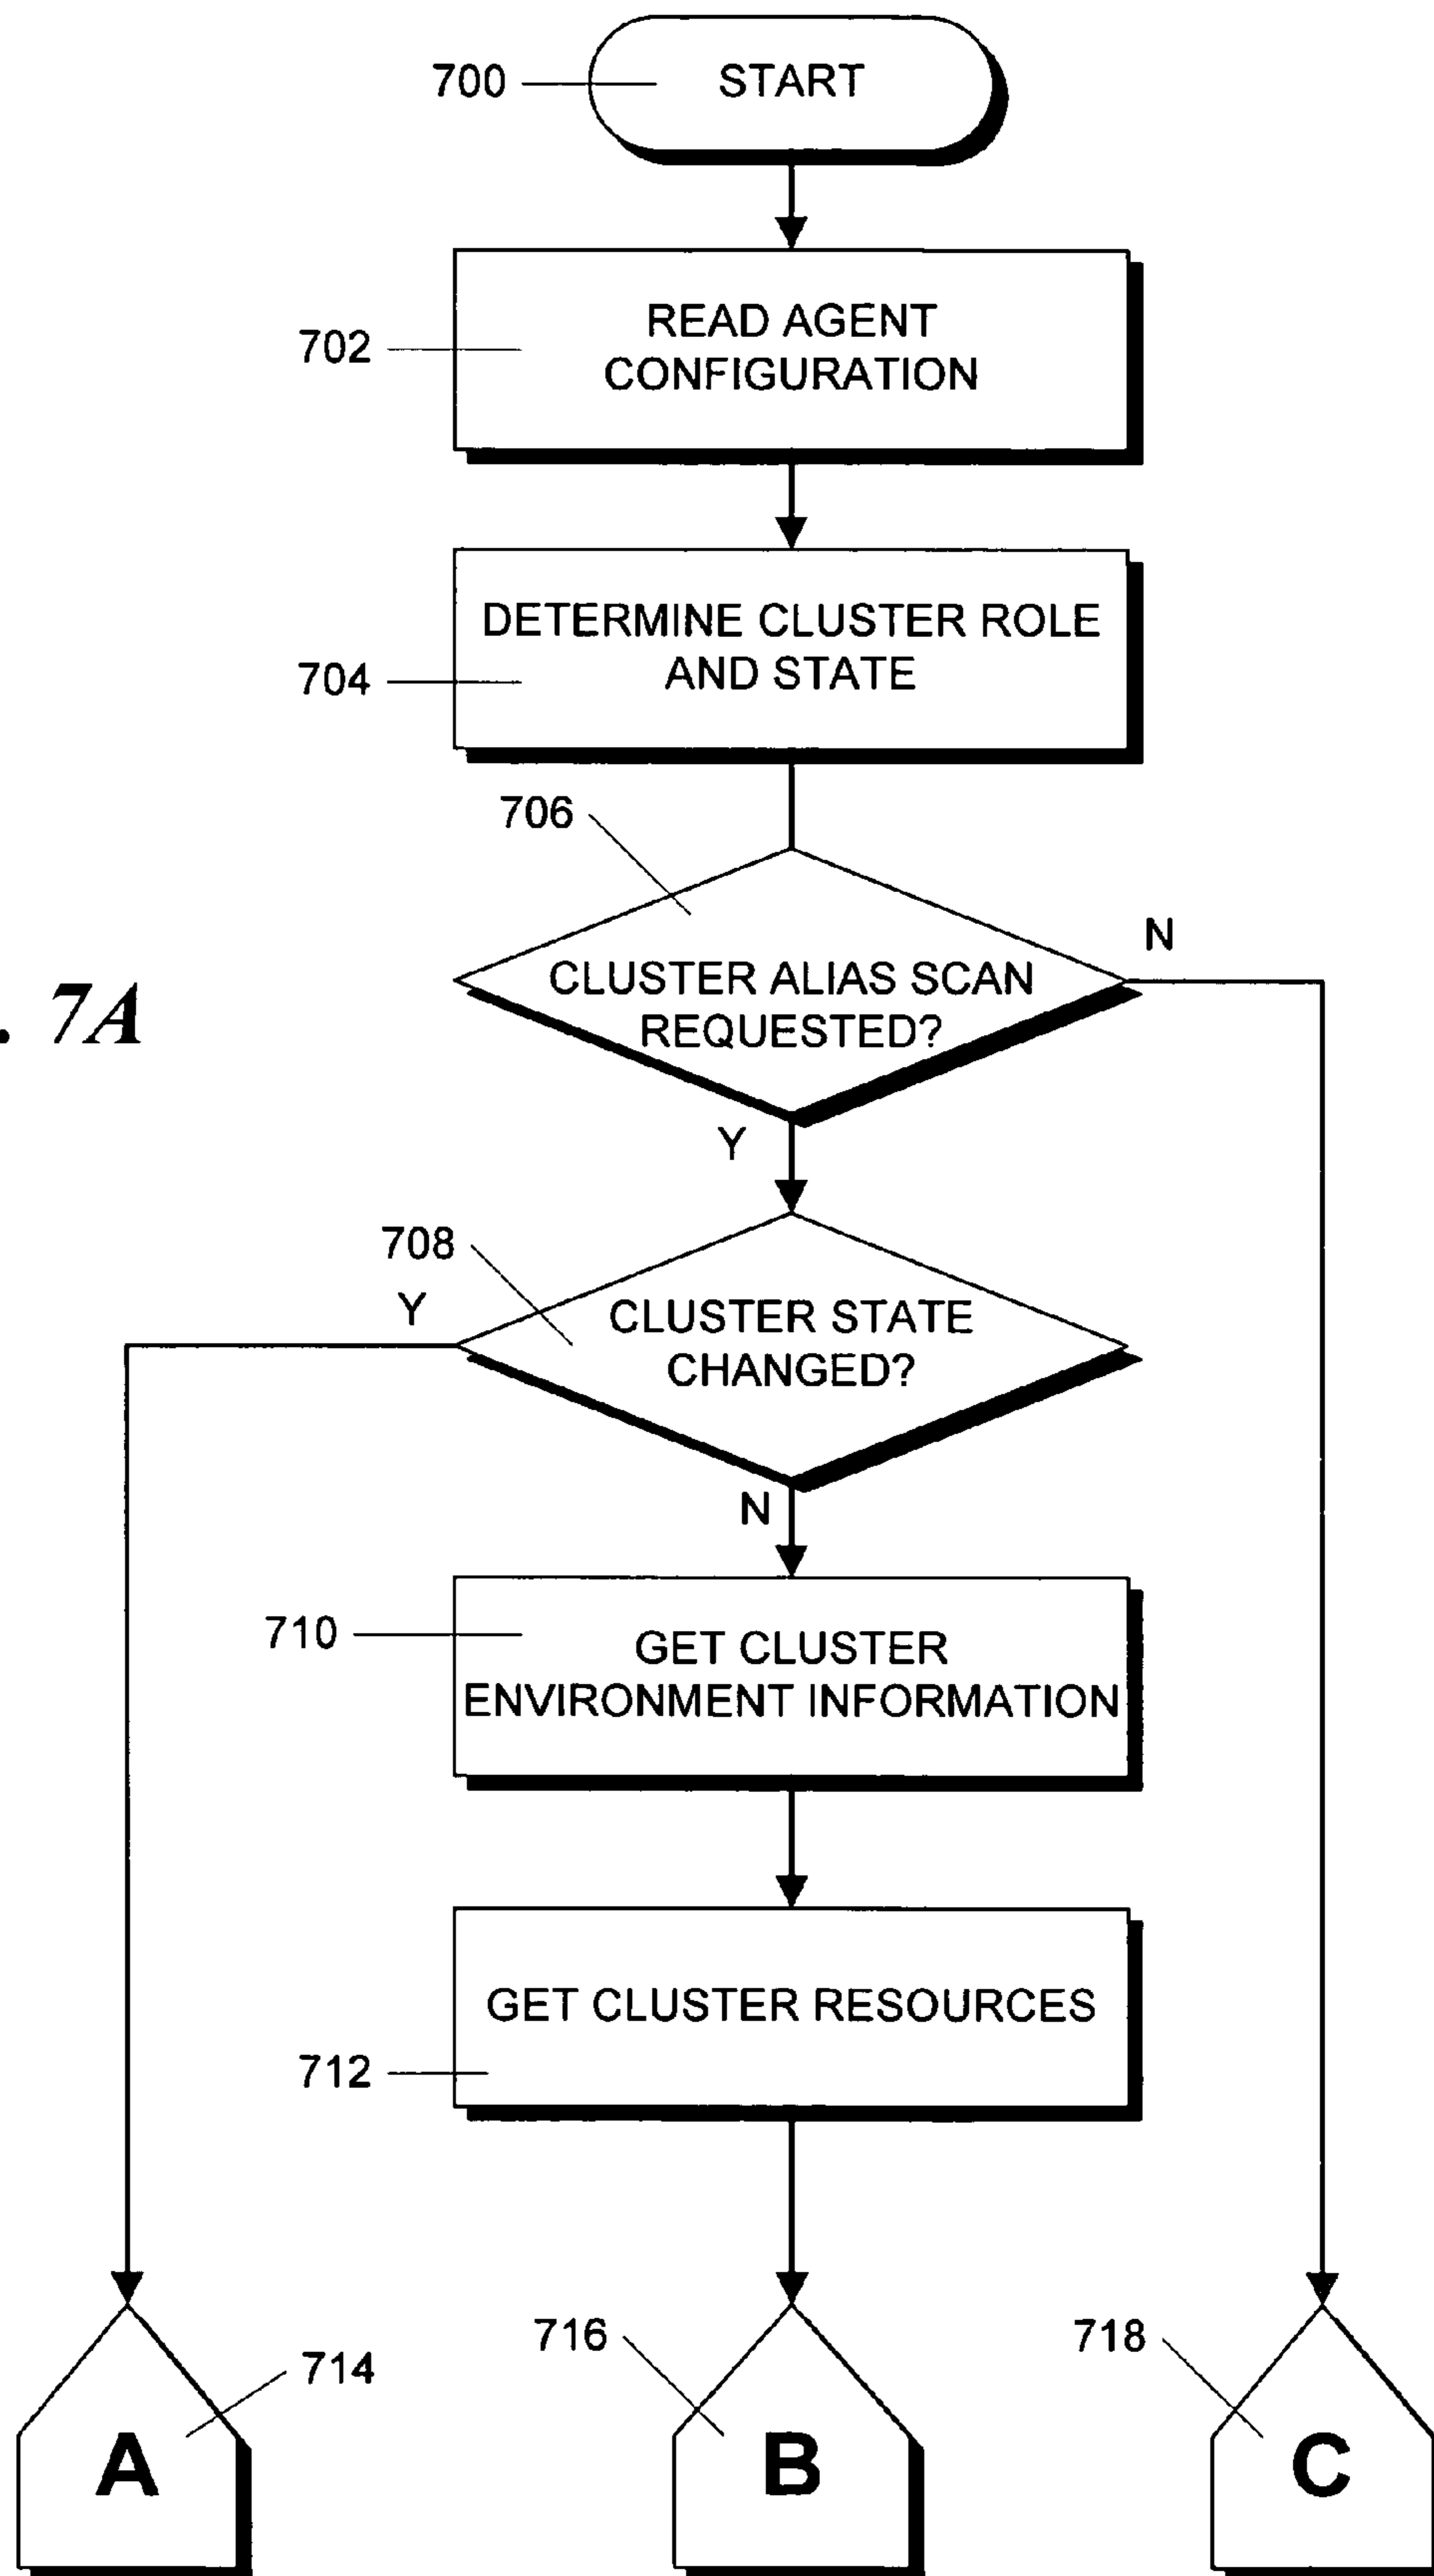 700
START
702
READ AGENT
CONFIGURATION
704
DETERMINE CLUSTER ROLE
AND STATE
706
N
CLUSTER ALIAS SCAN
REQUESTED?
. 7A
Y
708
Y
CLUSTER STATE
CHANGED?
N
710
GET CLUSTER
ENVIRONMENT INFORMATION
GET CLUSTER RESOURCES
712
714
716
718
A
B
C